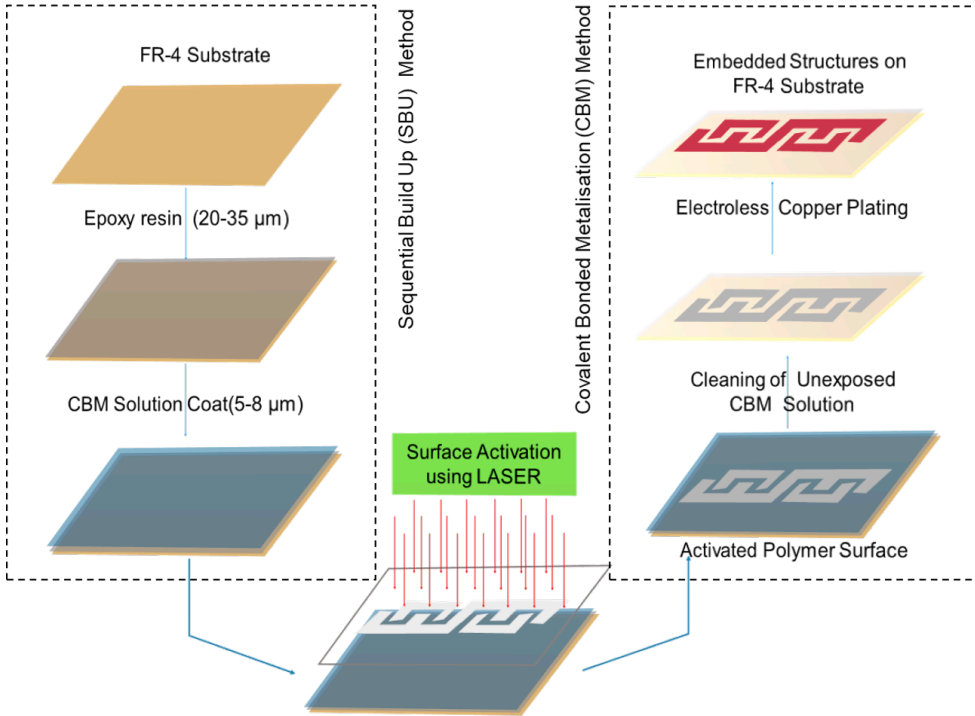 FR-4 Substrate
Epoxy resin (20-35 µm)
CBM Solution Coat(5-8 µm)
Sequential Build Up (SBU) Method
Surface Activation
using LASER
Covalent Bonded Metalisation (CBM) Method
Embedded Structures on
FR-4 Substrate
Electroless Copper Plating
Cleaning of Unexposed
CBM Solution
Activated Polymer Surface